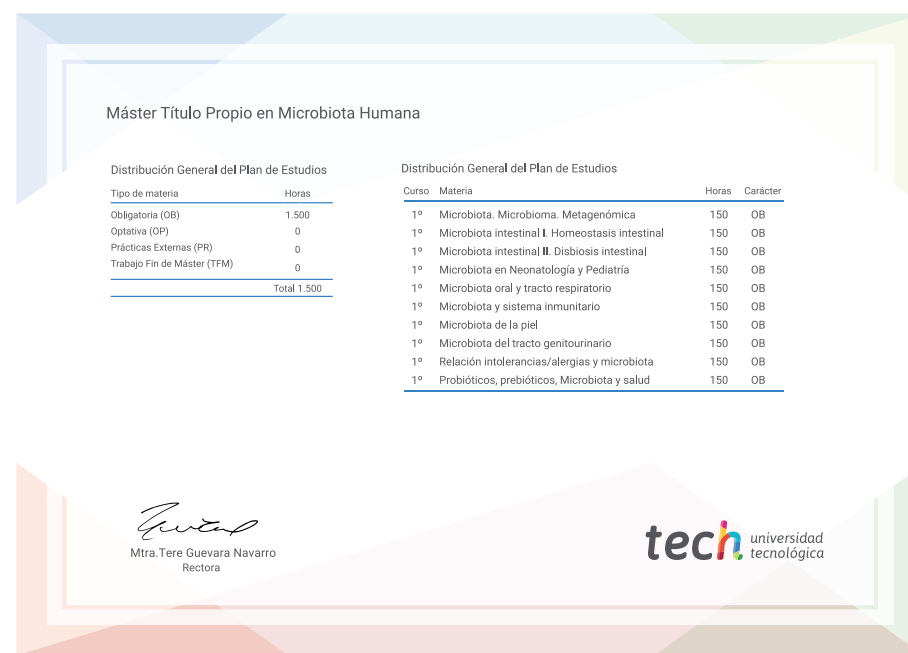 Máster Título Propio en Microbiota Humana
Distribución General del Plan de Estudios
Tipo de materia Horas
Obligatoria (OB) 1.500
Optativa (OP) 0
Prácticas Externas (PR) 0
Trabajo Fin de Máster (TFM) 0
Total 1.500
Distribución General del Plan de Estudios
Curso Materia Horas Carácter
1º Microbiota. Microbioma. Metagenómica 150 OB
1º Microbiota intestinal I. Homeostasis intestinal 150 OB
1º Microbiota intestinal II. Disbiosis intestinal 150 OB
1º Microbiota en Neonatología y Pediatría 150 OB
1º Microbiota oral y tracto respiratorio 150 OB
1º Microbiota y sistema inmunitario 150 OB
1º Microbiota de la piel 150 OB
1º Microbiota del tracto genitourinario 150 OB
1º Relación intolerancias/alergias y microbiota 150 OB
1º Probióticos, prebióticos, Microbiota y salud 150 OB
Mtra.Tere Guevara Navarro
Rectora
tech universidad
tecnológica